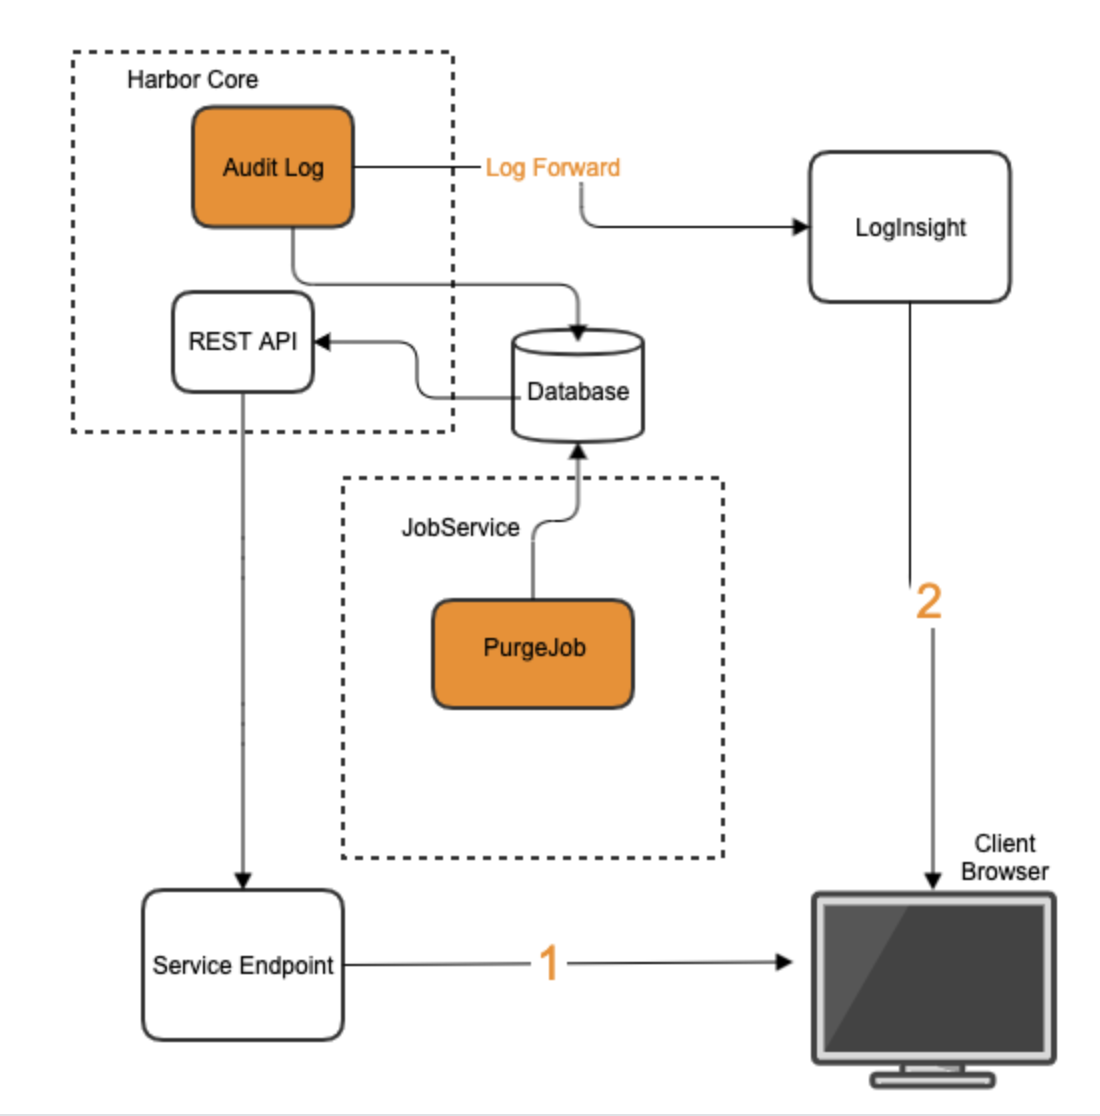 Harbor Core
Audit Log
Log Forward
LogInsight
REST API
Database
JobService
2
PurgeJob
Client
Browser
Service Endpoint
1